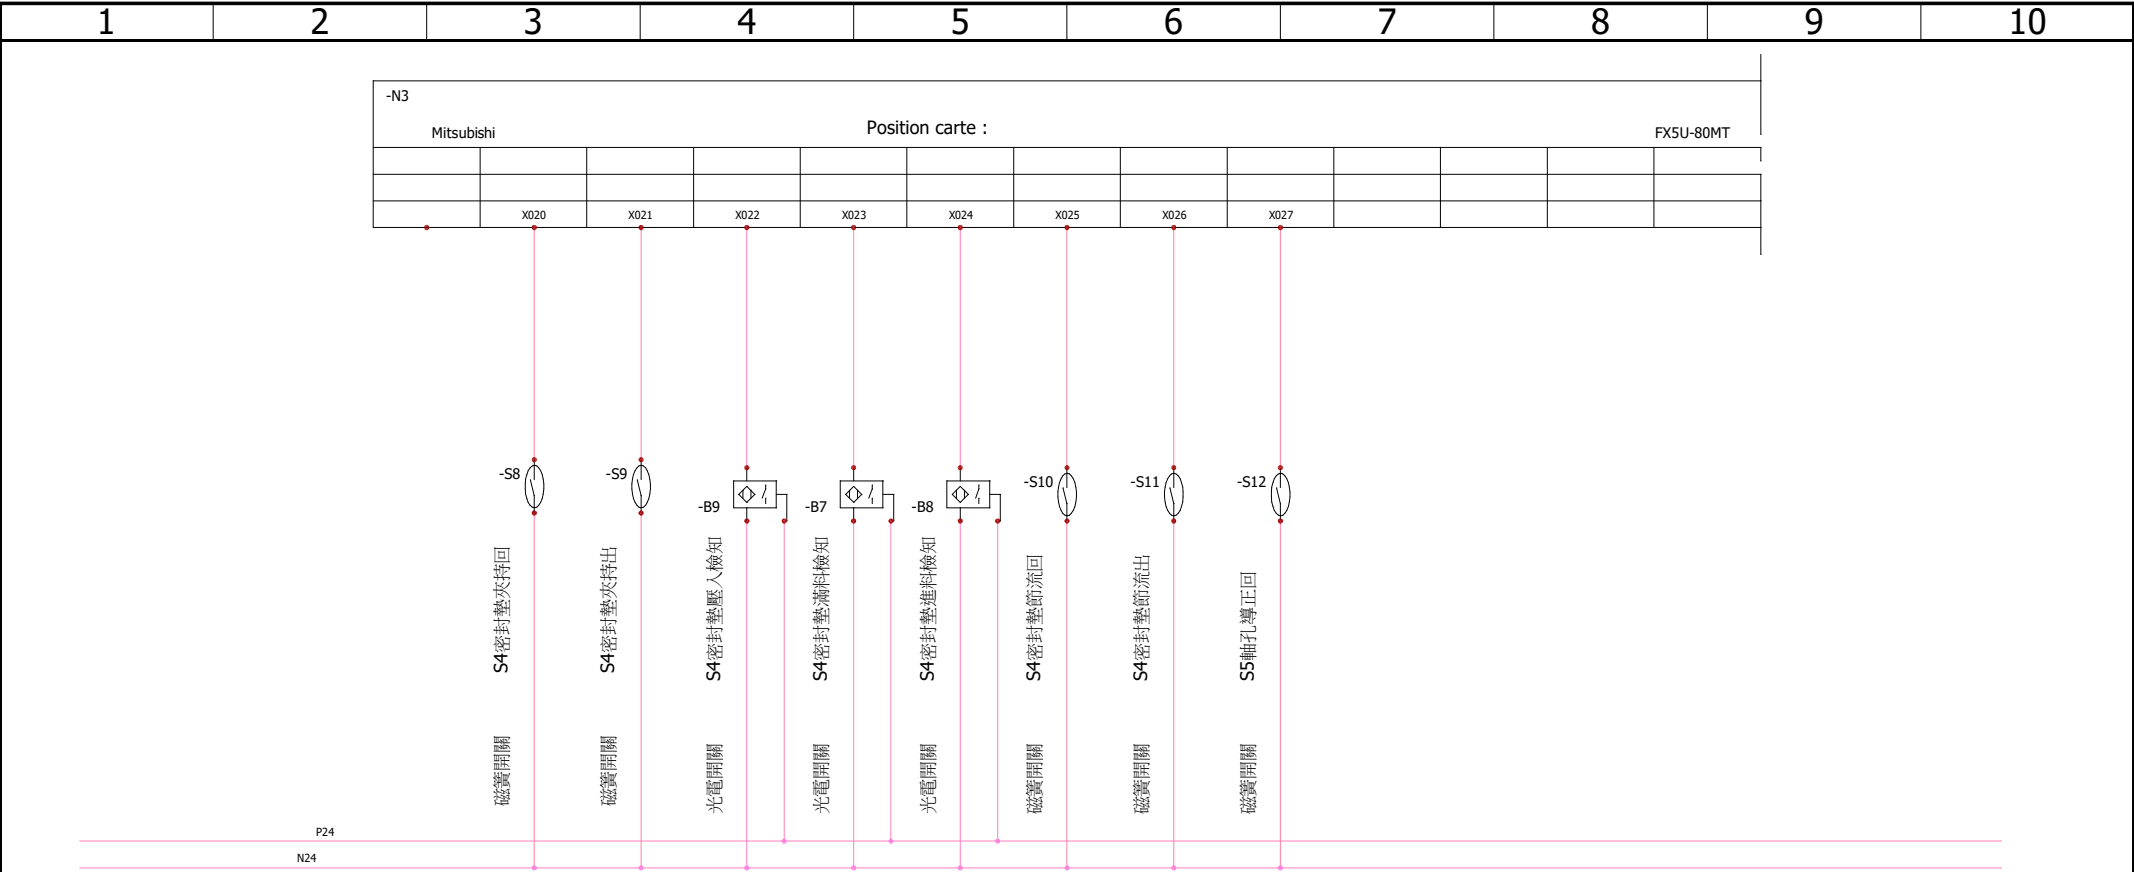 1 2 3 4 5 6 7 8 9 10
-N3
Mitsubishi Position carte : FX5U-80MT
X020 X021 X022 X023 X024 X025 X026 X027
-S8 -S9 -B9 -B7 -B8 -S10 -S11 -S12
S4密封墊夾持回
S4密封墊夾持出
S4密封墊壓入檢知
S4密封墊滿料檢知
S4密封墊進料檢知
S4密封墊節流回
S4密封墊節流出
S5軸孔導正回
磁簧開關
磁簧開關
光電開關
光電開關
光電開關
磁簧開關
磁簧開關
磁簧開關
P24
N24